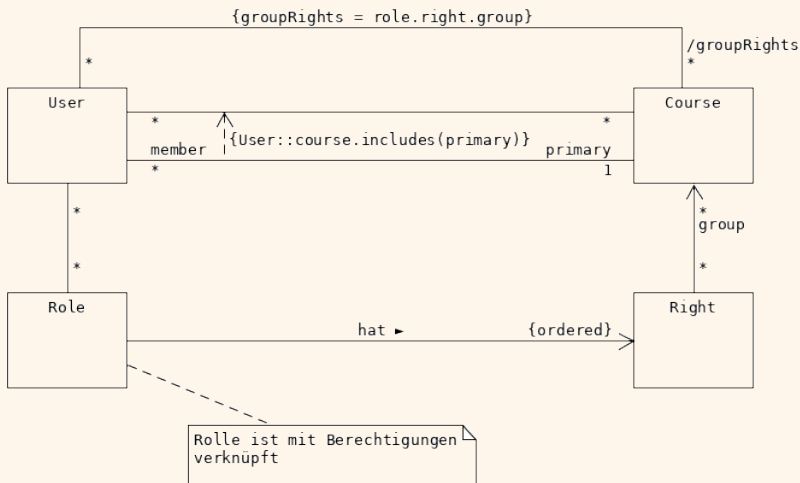 {groupRights = role.right.group}
/groupRights
*
*
User
Course
*
*
{User::course.includes(primary)}
member
primary
*
1
*
*
group
*
*
Role
Right
hat ►
{ordered}
Rolle ist mit Berechtigungen
verknüpft